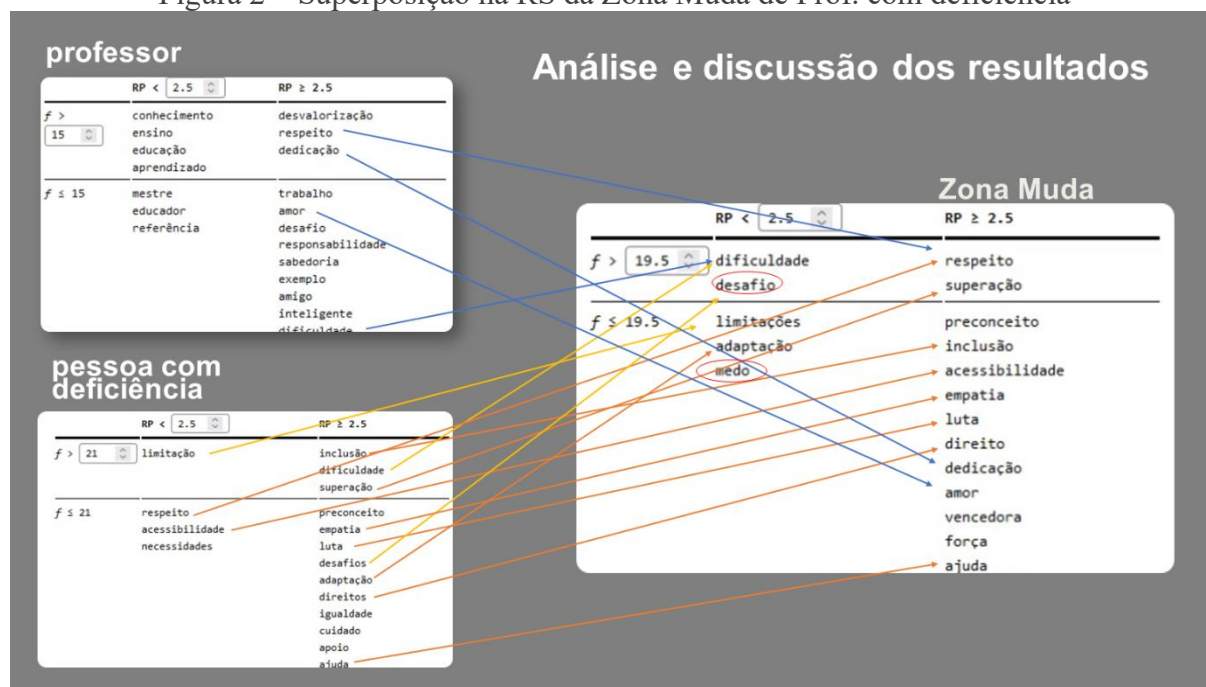 Figura 2 – Superposição na RS da Zona Muda de Prof. com deficiência
professor
RP < 2.5 RP ≥ 2.5
f > 15
conhecimento desvalorização
ensino respeito
educação dedicação
aprendizado
f ≤ 15 mestre trabalho
educador amor
referência desafio
responsabilidade
sabedoria
exemplo
amigo
inteligente
dificuldade
pessoa com
deficiência
RP < 2.5 RP ≥ 2.5
f > 21 limitação inclusão
dificuldade
superação
f ≤ 21 respeito preconceito
acessibilidade empatia
necessidades luta
desafios
adaptação
direitos
igualdade
cuidado
apoio
ajuda
Análise e discussão dos resultados
Zona Muda
RP < 2.5 RP ≥ 2.5
f > 19.5 dificuldade respeito
desafio superação
f ≤ 19.5 limitações preconceito
adaptação inclusão
medo acessibilidade
empatia
luta
direito
dedicação
amor
vencedora
força
ajuda